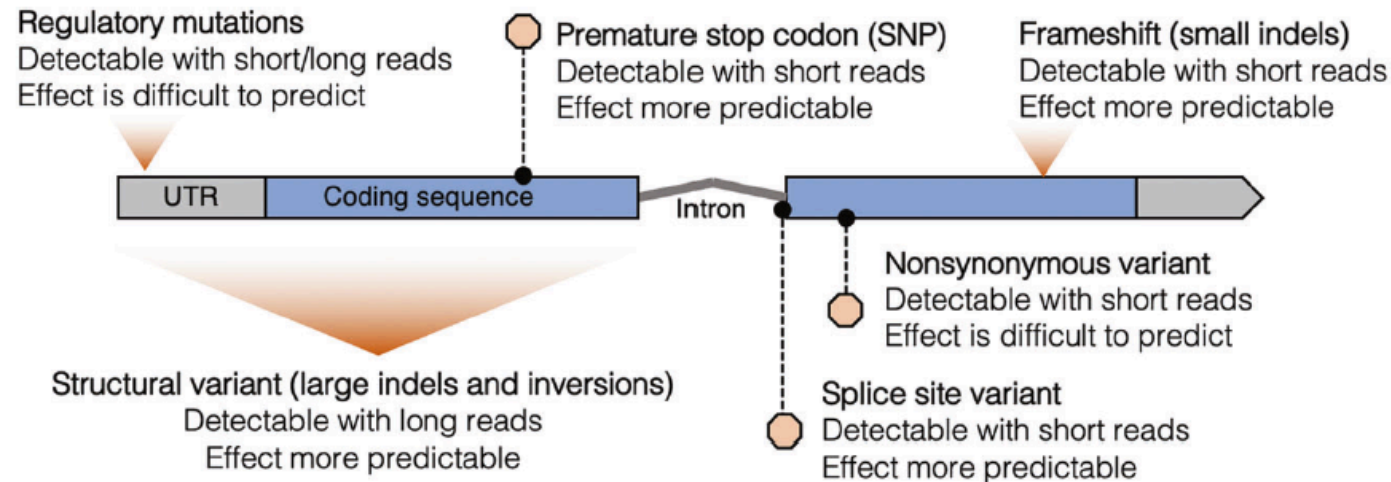 Regulatory mutations
Detectable with short/long reads
Effect is difficult to predict
Premature stop codon (SNP)
Detectable with short reads
Effect more predictable
Frameshift (small indels)
Detectable with short reads
Effect more predictable
UTR
Coding sequence
Intron
Nonsynonymous variant
Detectable with short reads
Effect is difficult to predict
Structural variant (large indels and inversions)
Detectable with long reads
Effect more predictable
Splice site variant
Detectable with short reads
Effect more predictable